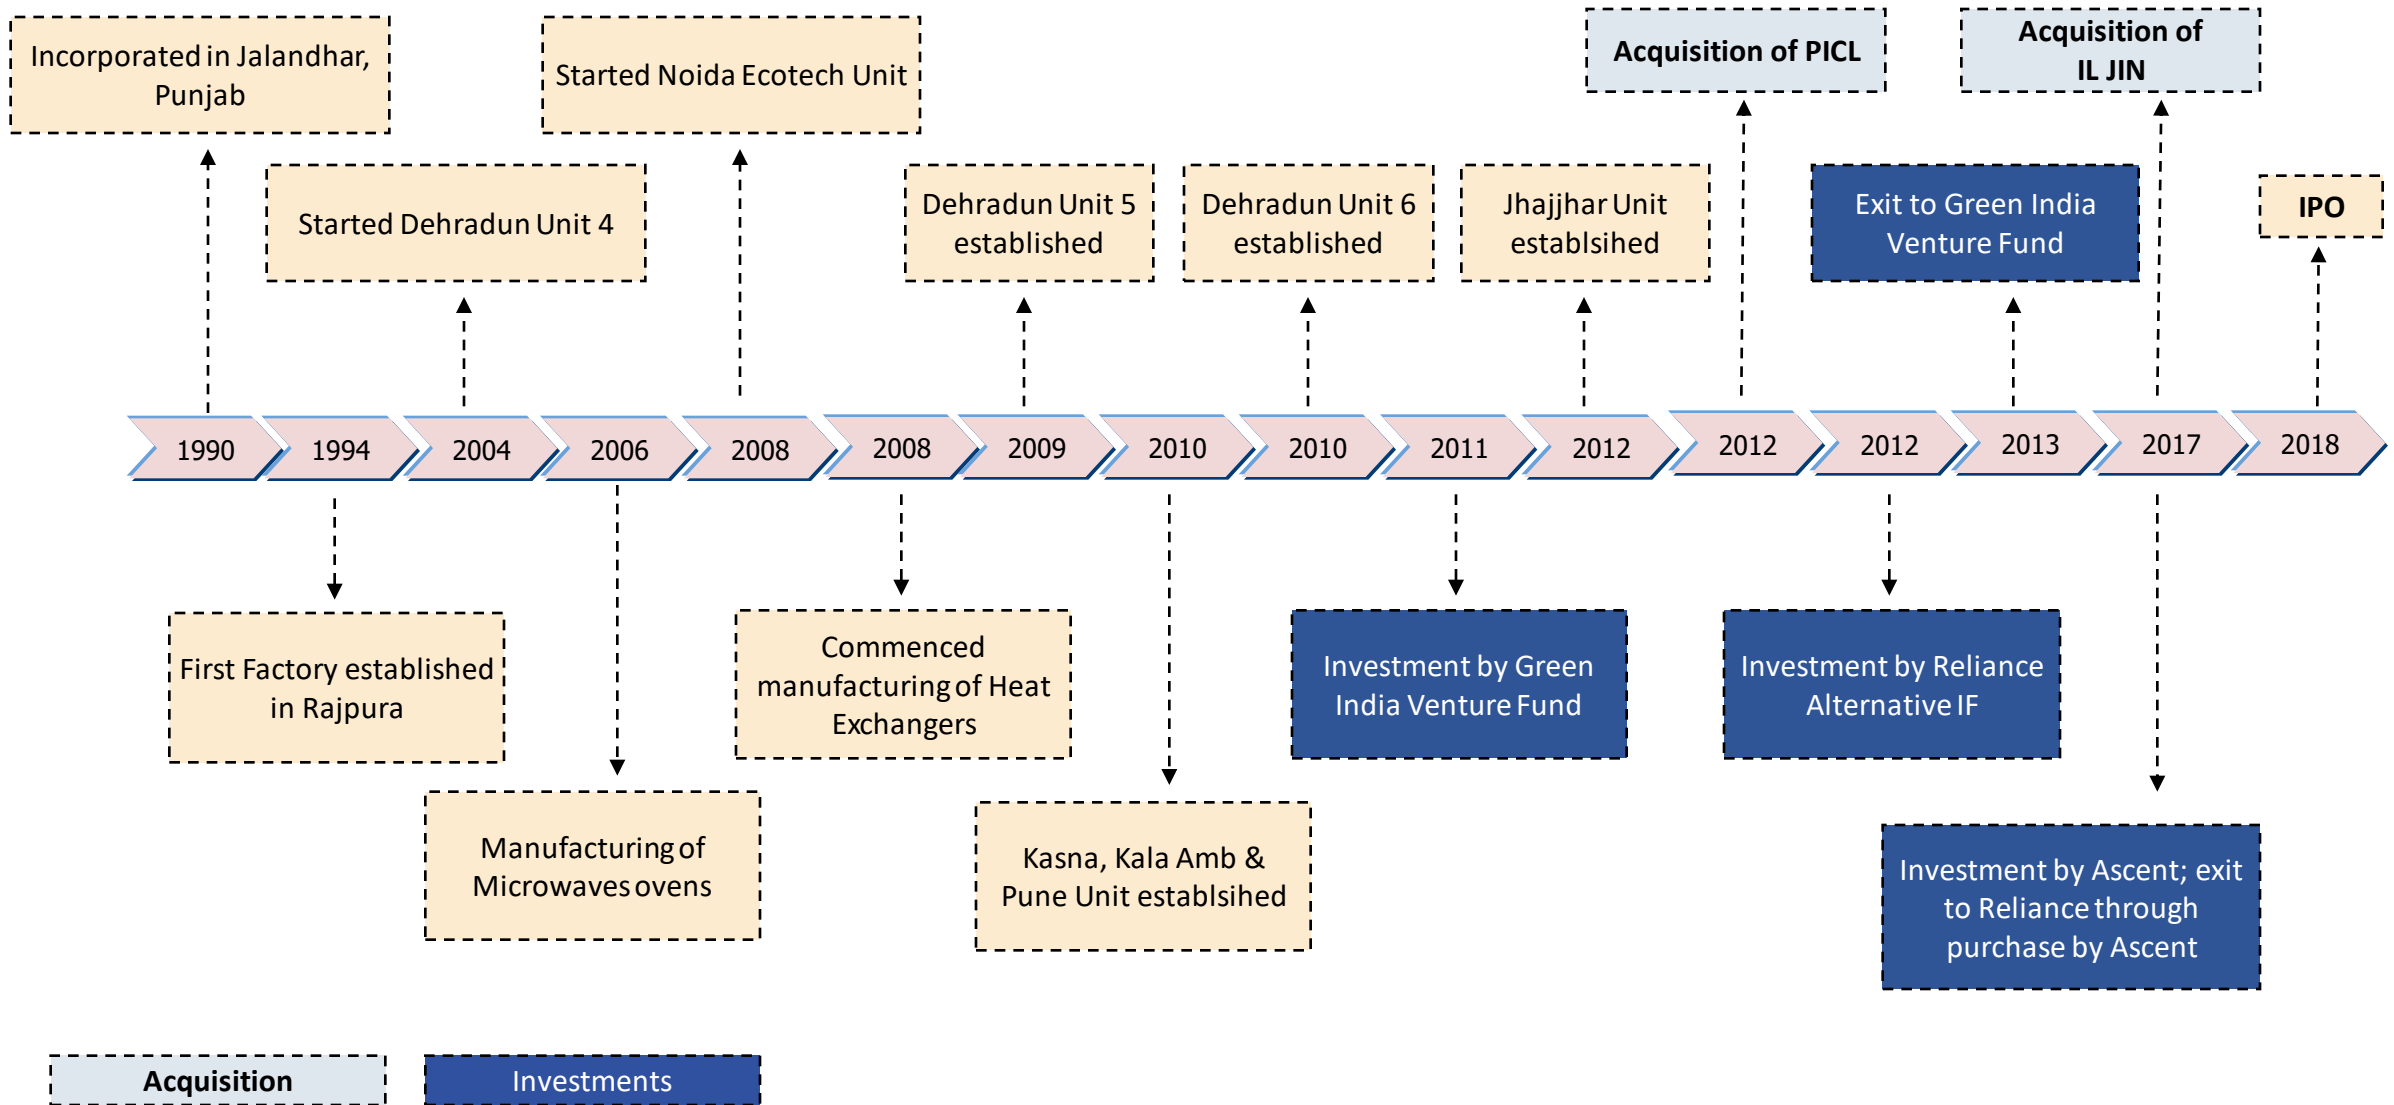 Incorporated in Jalandhar,
Punjab
Started Noida Ecotech Unit
Acquisition of PICL
Acquisition of
IL JIN
Started Dehradun Unit 4
Dehradun Unit 5
established
Dehradun Unit 6
established
Jhajjhar Unit
establsihed
Exit to Green India
Venture Fund
IPO
1990
1994
2004
2006
2008
2008
2009
2010
2010
2011
2012
2012
2012
2013
2017
2018
First Factory established
in Rajpura
Commenced
manufacturing of Heat
Exchangers
Investment by Green
India Venture Fund
Investment by Reliance
Alternative IF
Manufacturing of
Microwaves ovens
Kasna, Kala Amb &
Pune Unit establsihed
Investment by Ascent; exit
to Reliance through
purchase by Ascent
Acquisition
Investments